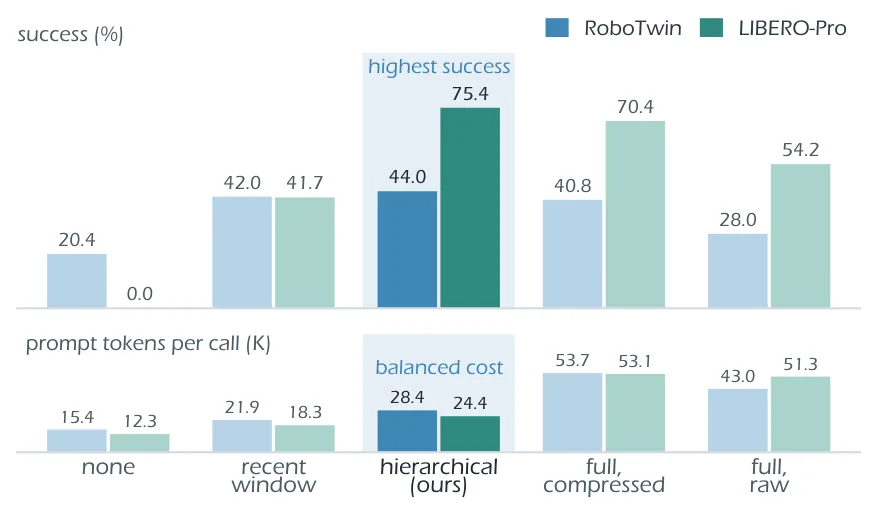 success (%)
RoboTwin
LIBERO-Pro
highest success
20.4
0.0
42.0
41.7
44.0
75.4
40.8
70.4
28.0
54.2
prompt tokens per call (K)
balanced cost
15.4
12.3
21.9
18.3
28.4
24.4
53.7
53.1
43.0
51.3
none
recent
window
hierarchical
(ours)
full,
compressed
full,
raw